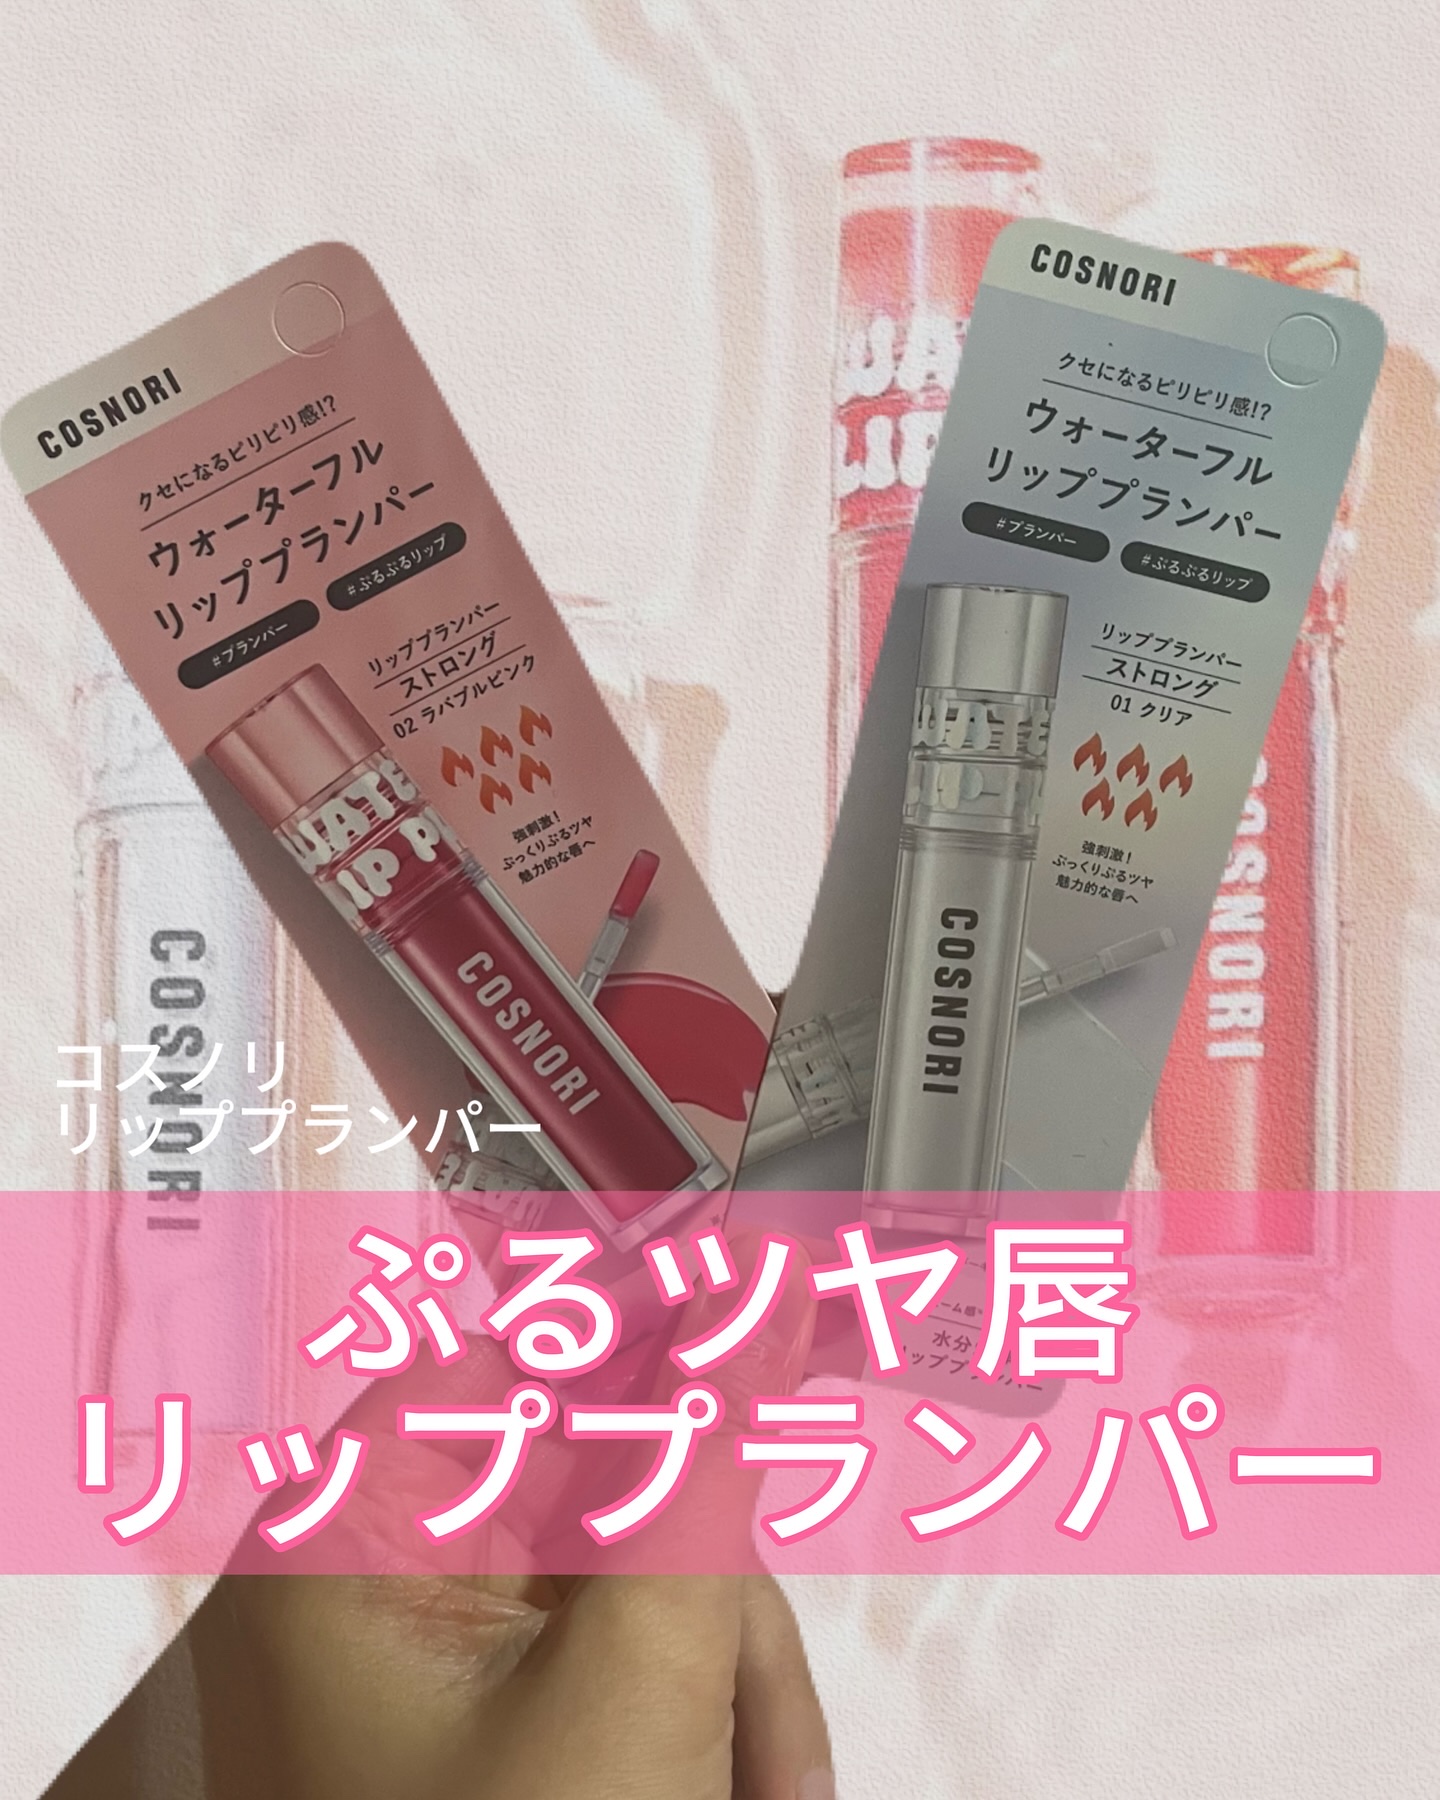 COSNORI
クセになるピリピリ感!?
ウォーターフル
リッププランパー
#プランパー
#ぷるぷるリップ
リッププランパー
ストロング
02 ラバブルピンク
強刺激!
ぷっくりぷるツヤ
魅力的な唇へ
WATE
LIP P
COSNORI
COSNORI
クセになるピリピリ感!?
ウォーターフル
リッププランパー
#プランパー
#ぷるぷるリップ
リッププランパー
ストロング
01 クリア
強刺激!
ぷっくりぷるツヤ
魅力的な唇へ
COSNORI
COSNORI
COSNORI
コスノリ
リッププランパー
ぷるツヤ唇
リッププランパー